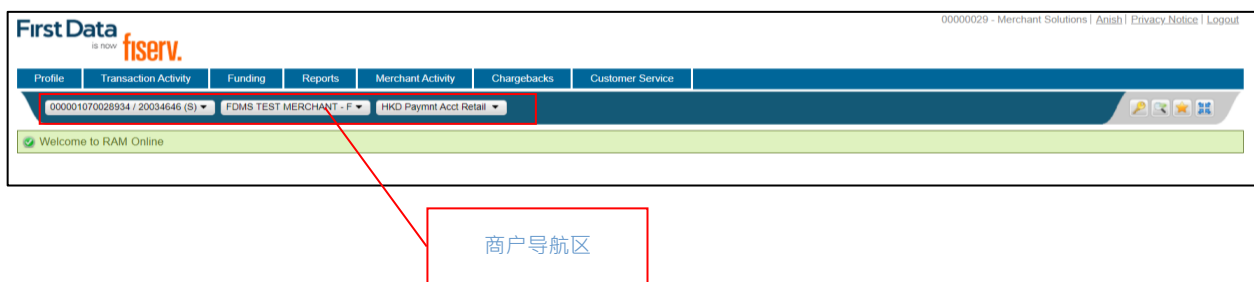 00000029 - Merchant Solutions | Anish | Privacy Notice | Logout
First Data
is now fiserv.
Profile Transaction Activity Funding Reports Merchant Activity Chargebacks Customer Service
000001070028934 / 20034646 (S) FDMS TEST MERCHANT - F HKD Paymnt Acct Retail
Welcome to RAM Online
商户导航区